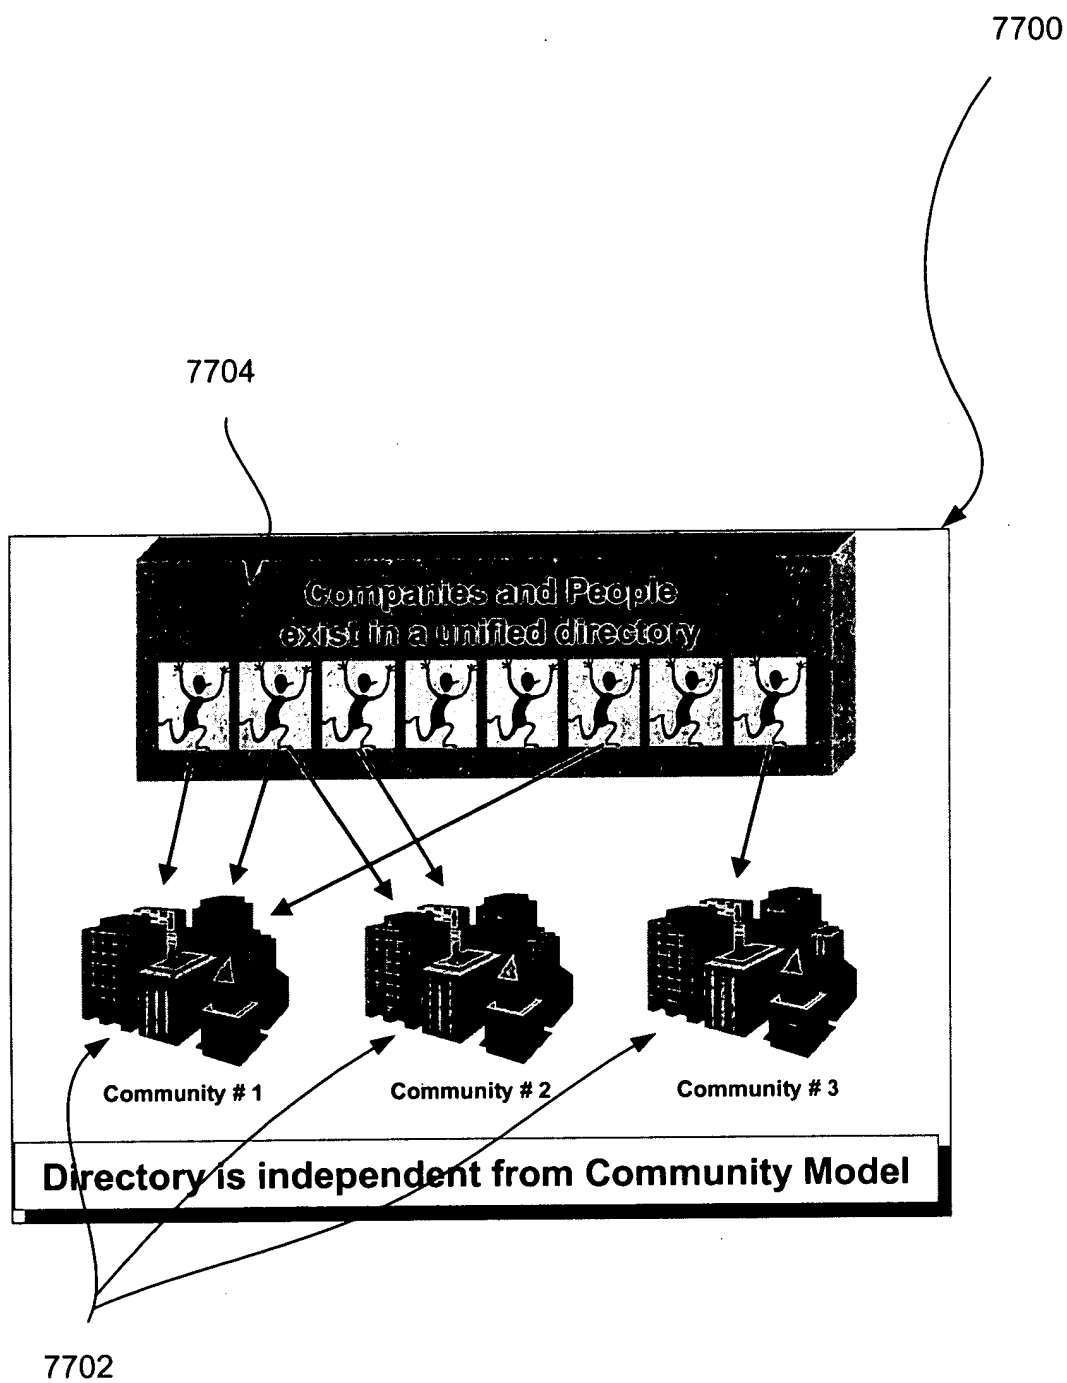 7700
7704
Companies and People
exist in a unified directory
Community # 1
Community # 2
Community # 3
Directory is independent from Community Model
7702